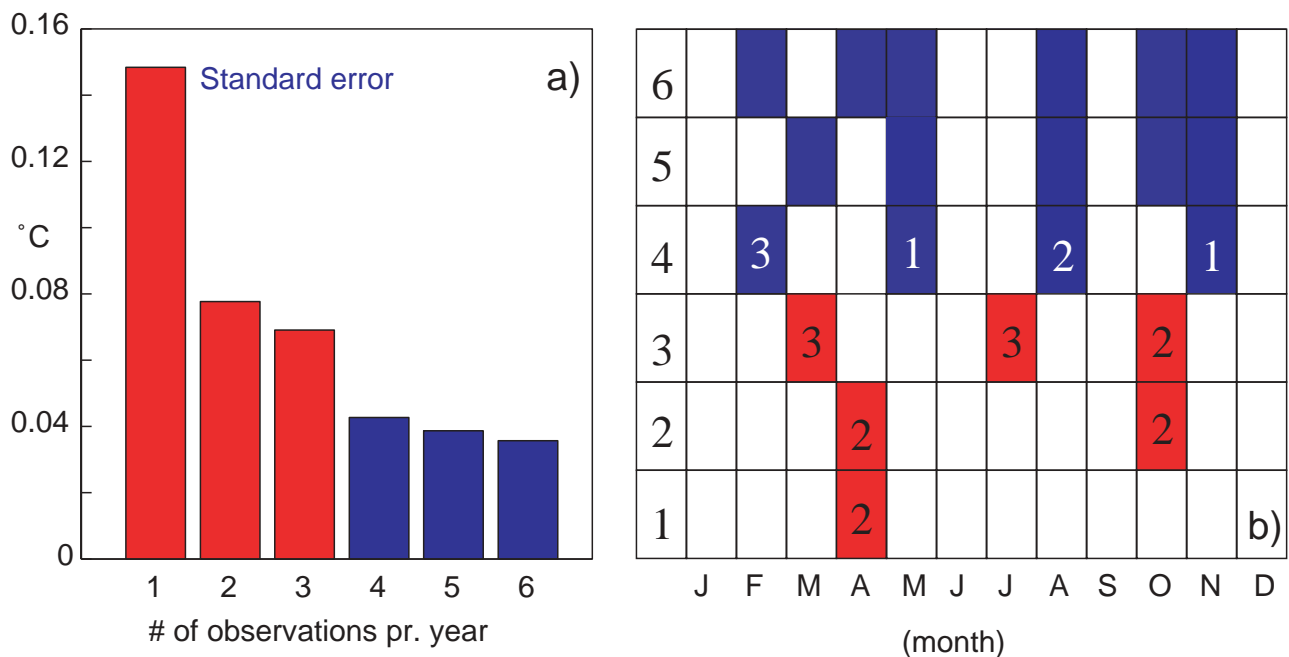 0.16
Standard error
a)
0.12
°C
0.08
0.04
0
1 2 3 4 5 6
# of observations pr. year
6
5
4 3 1 2 1
3 3 3 2
2 2 2
1 2 b)
J F M A M J J A S O N D
(month)